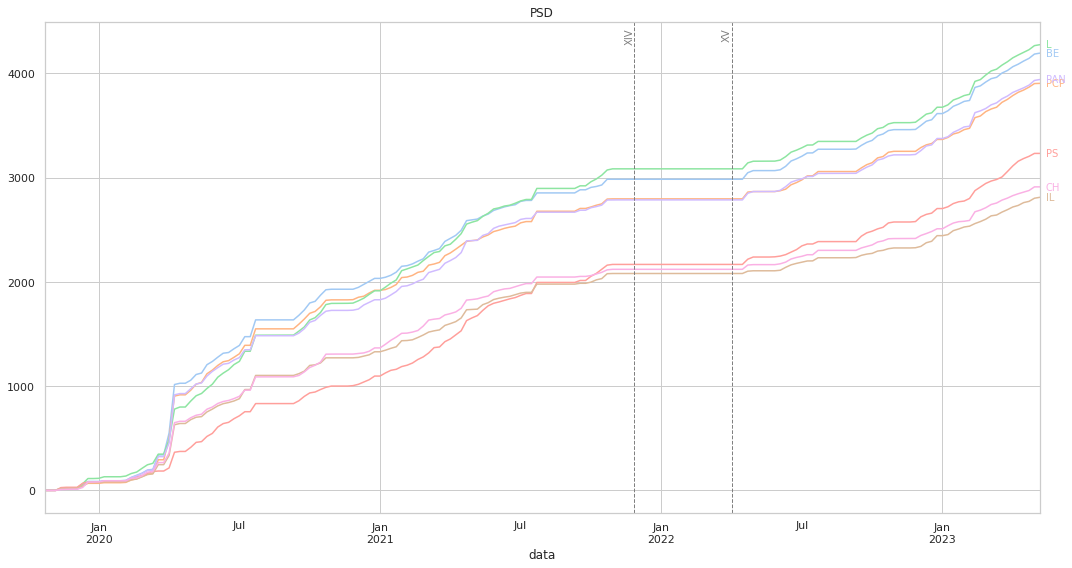 PSD
XIV
XV
4000
3000
2000
1000
0
L
BE
PAN
PCP
PS
CH
IL
Jan
2020
Jul
Jan
2021
Jul
Jan
2022
Jul
Jan
2023
data